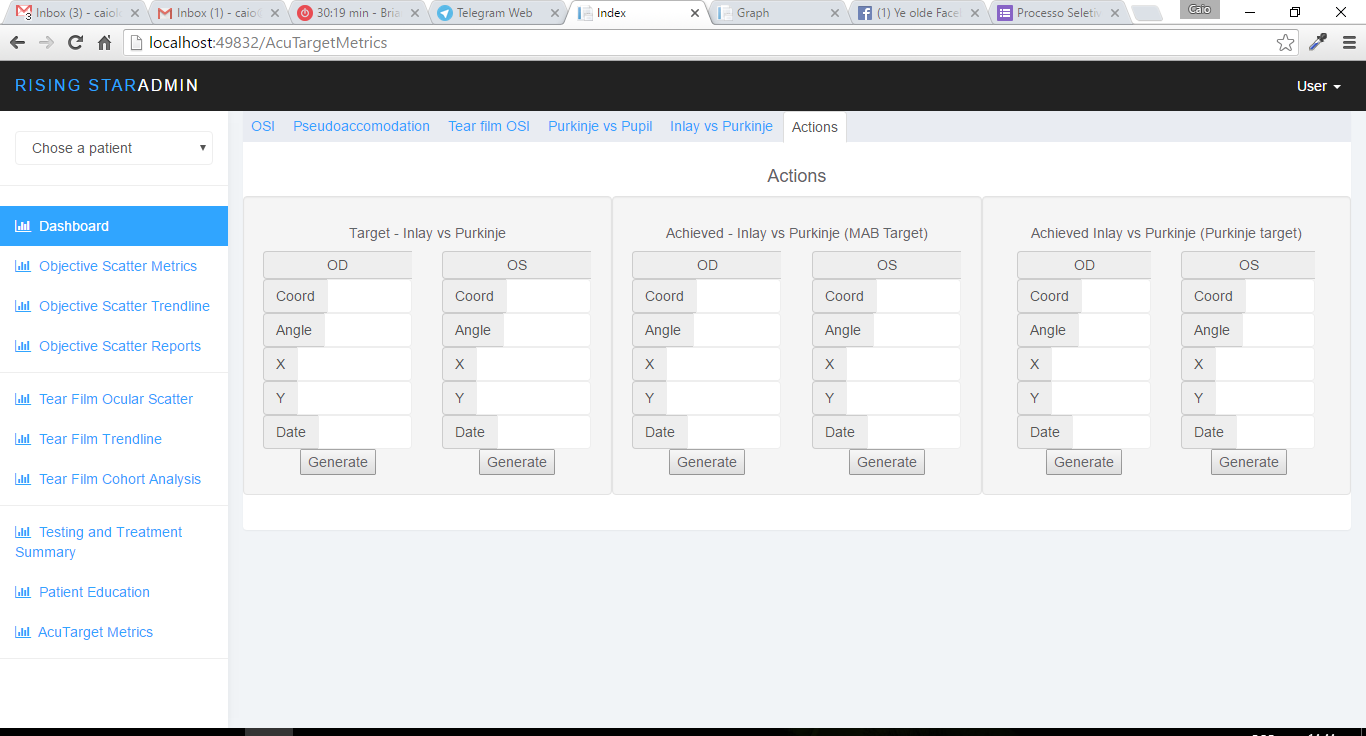 Inbox (3) - caiol
Inbox (1) - caio
30:19 min - Bria
Telegram Web
Index
Graph
(1) Ye olde Face
Processo Seletiv
Caio
localhost:49832/AcuTargetMetrics
RISING STARADMIN
User
Chose a patient
Dashboard
Objective Scatter Metrics
Objective Scatter Trendline
Objective Scatter Reports
Tear Film Ocular Scatter
Tear Film Trendline
Tear Film Cohort Analysis
Testing and Treatment
Summary
Patient Education
AcuTarget Metrics
OSI Pseudoaccomodation Tear film OSI Purkinje vs Pupil Inlay vs Purkinje Actions
Actions
Target - Inlay vs Purkinje
OD
Coord
Angle
X
Y
Date
Generate
OS
Coord
Angle
X
Y
Date
Generate
Achieved - Inlay vs Purkinje (MAB Target)
OD
Coord
Angle
X
Y
Date
Generate
OS
Coord
Angle
X
Y
Date
Generate
Achieved Inlay vs Purkinje (Purkinje target)
OD
Coord
Angle
X
Y
Date
Generate
OS
Coord
Angle
X
Y
Date
Generate